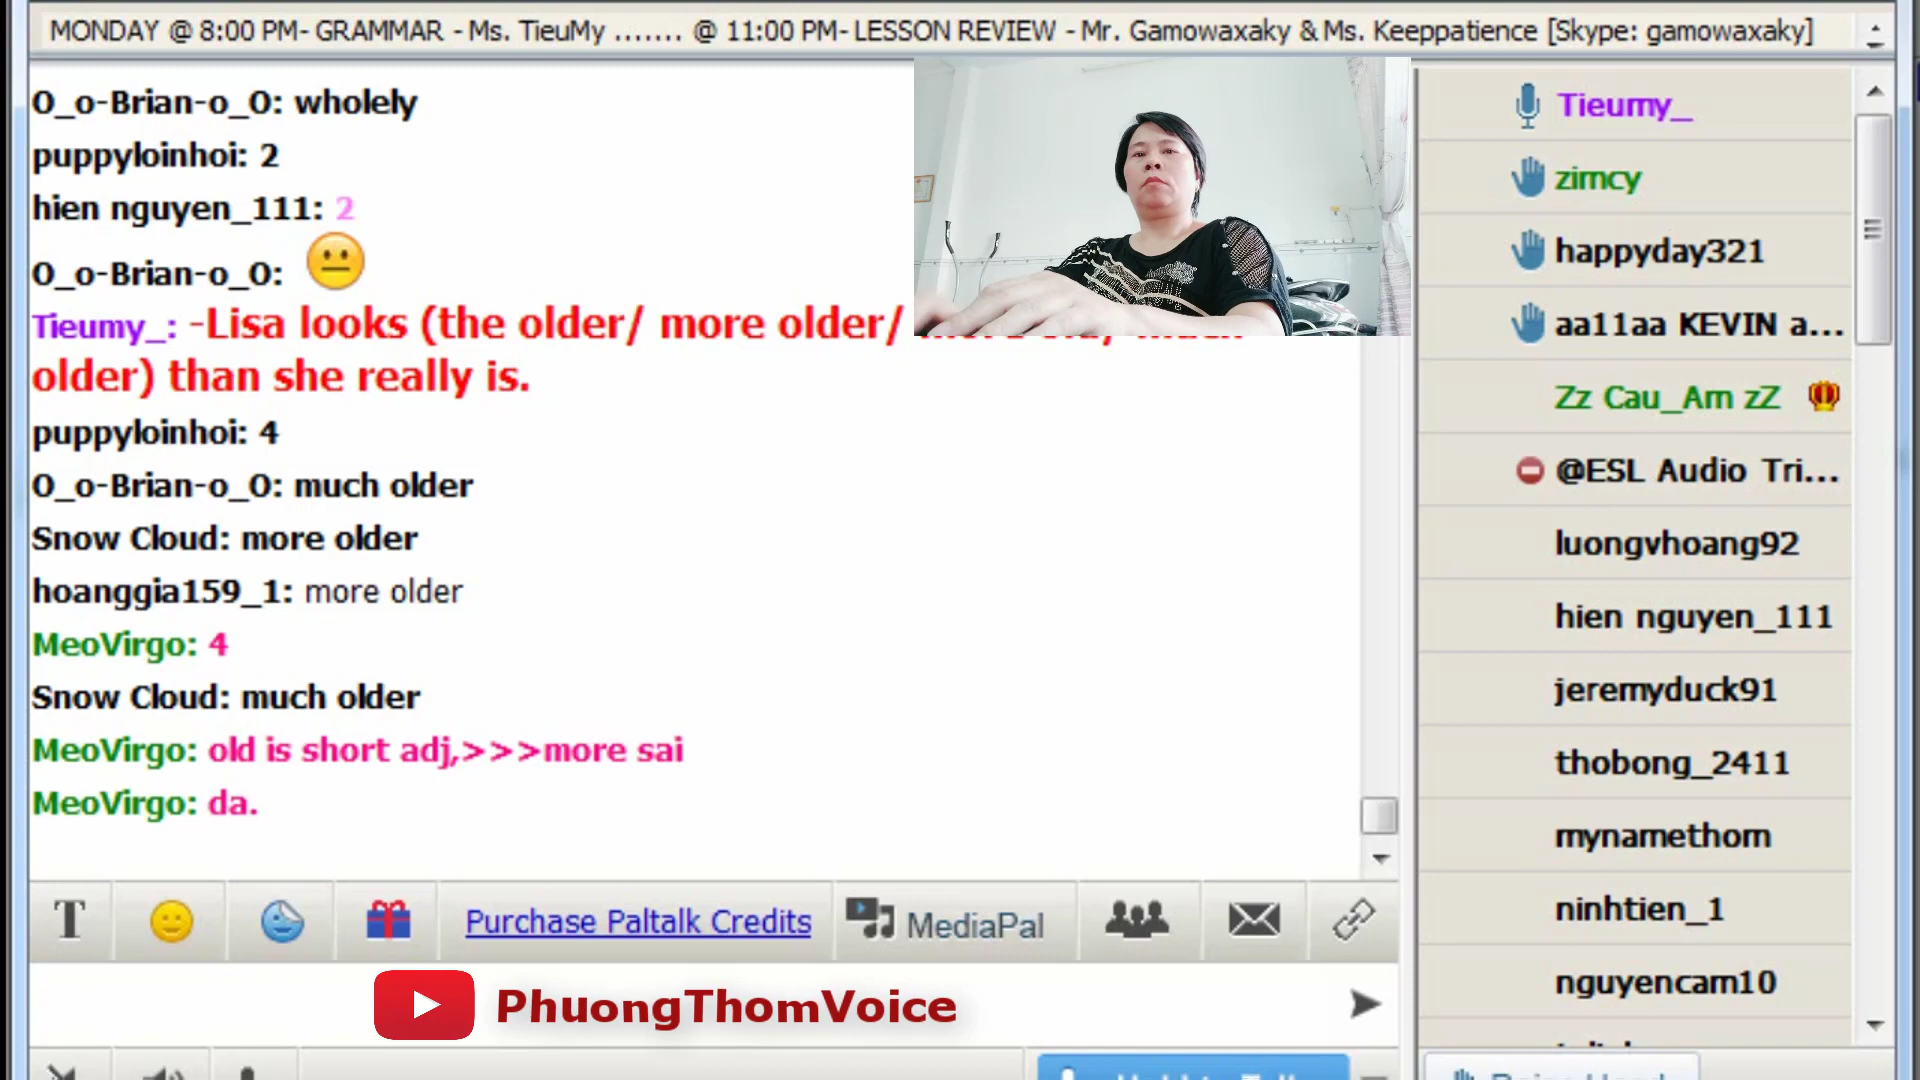 MONDAY @ 8:00 PM- GRAMMAR - Ms. TieuMy ....... @ 11:00 PM- LESSON REVIEW - Mr. Gamowaxaky & Ms. Keeppatience [Skype: gamowaxaky]
O_o-Brian-o_O: wholely
puppyloinhoi: 2
hien nguyen_111: 2
O_o-Brian-o_O:
Tieumy_: -Lisa looks (the older/ more older/
older) than she really is.
puppyloinhoi: 4
O_o-Brian-o_O: much older
Snow Cloud: more older
hoanggia159_1: more older
MeoVirgo: 4
Snow Cloud: much older
MeoVirgo: old is short adj,>>>more sai
MeoVirgo: da.
Purchase Paltalk Credits
MediaPal
PhuongThomVoice
Tieumy_
zimcy
happyday321
aa11aa KEVIN a...
Zz Cau_Am zZ
@ESL Audio Tri...
luongvhoang92
hien nguyen_111
jeremyduck91
thobong_2411
mynamethom
ninhtien_1
nguyencam10